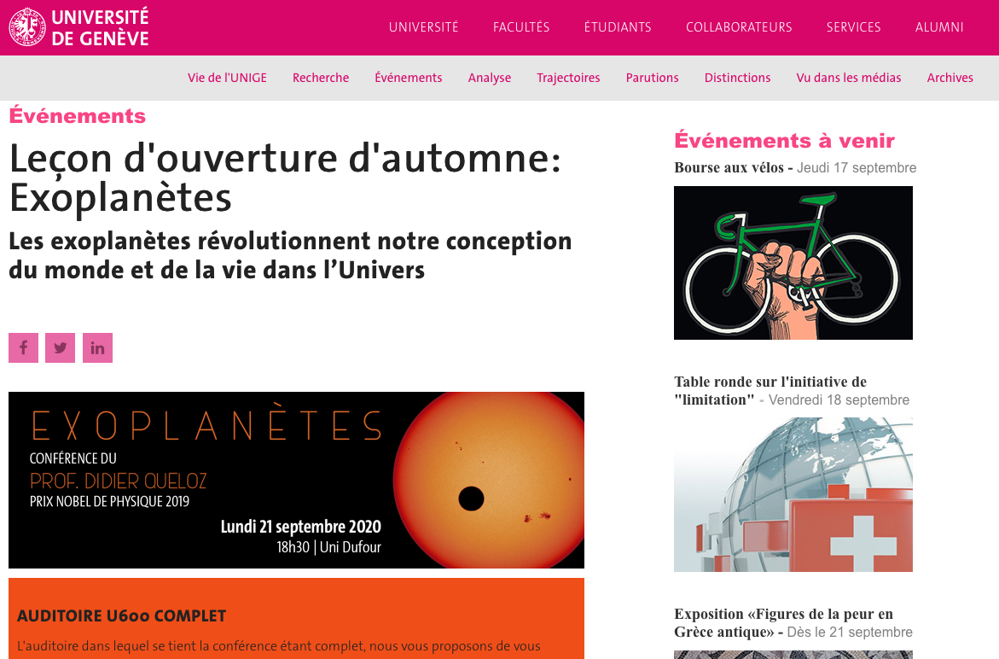 UNIVERSITÉ
DE GENÈVE
UNIVERSITÉ FACULTÉS ÉTUDIANTS COLLABORATEURS SERVICES ALUMNI
Vie de l'UNIGE Recherche Événements Analyse Trajectoires Parutions Distinctions Vu dans les médias Archives
Événements
Leçon d'ouverture d'automne:
Exoplanètes
Les exoplanètes révolutionnent notre conception
du monde et de la vie dans l’Univers
EXOPLANÈTES
CONFÉRENCE DU
PROF. DIDIER QUELOZ
PRIX NOBEL DE PHYSIQUE 2019
Lundi 21 septembre 2020
18h30 | Uni Dufour
AUDITOIRE U600 COMPLET
L'auditoire dans lequel se tient la conférence étant complet, nous vous proposons de vous
Événements à venir
Bourse aux vélos - Jeudi 17 septembre
Table ronde sur l'initiative de
"limitation" - Vendredi 18 septembre
Exposition «Figures de la peur en
Grèce antique» - Dès le 21 septembre